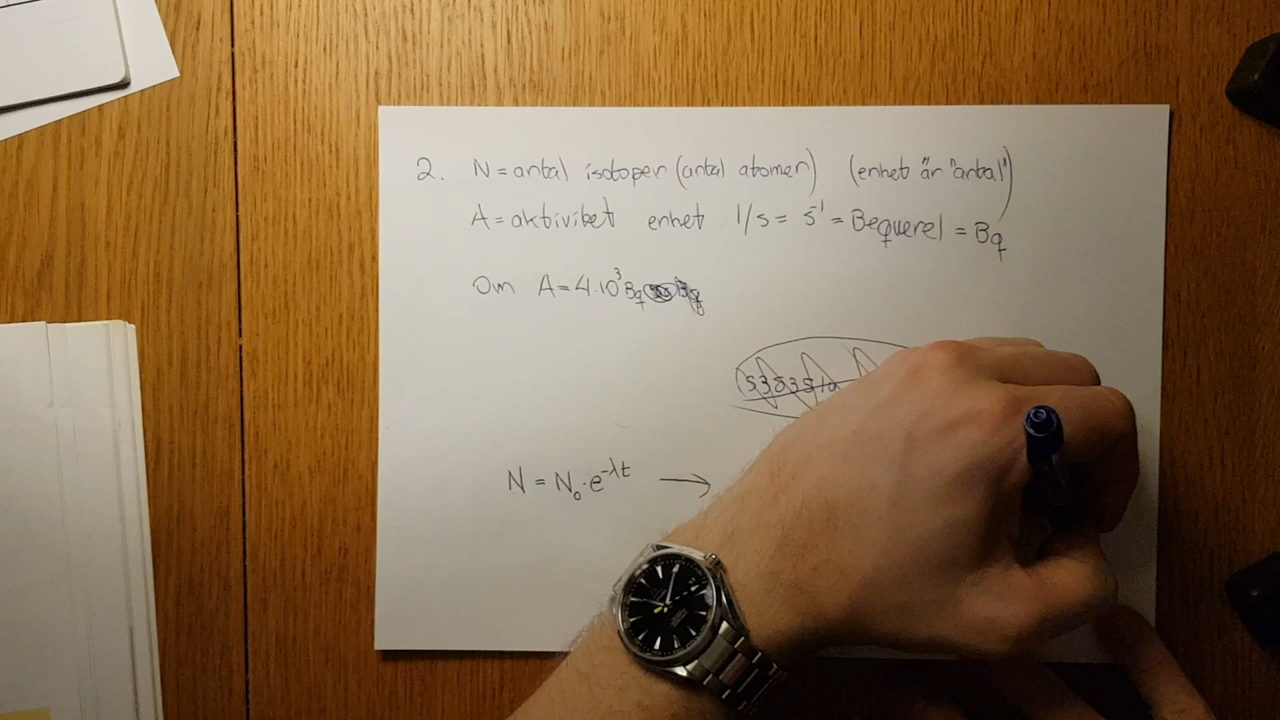 2. N = antal isotoper (antal atomer) (enhet är "antal")
A = aktivitet enhet 1/s = s⁻¹ = Bequerel = Bq
Om A = 4·10³ Bq
N = N₀·e^-λt →